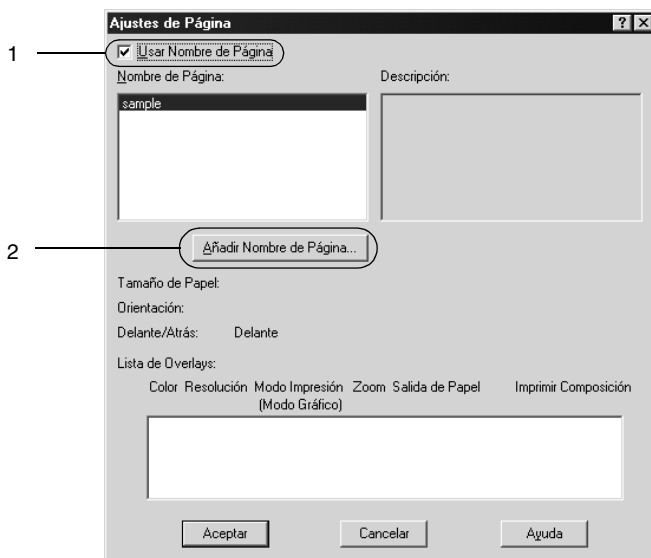 Ajustes de Página
1
Usar Nombre de Página
Nombre de Página:
Descripción:
sample
2
Añadir Nombre de Página...
Tamaño de Papel:
Orientación:
Delante/Atrás: Delante
Lista de Overlays:
Color Resolución Modo Impresión Zoom Salida de Papel Imprimir Composición
(Modo Gráfico)
Aceptar Cancelar Ayuda